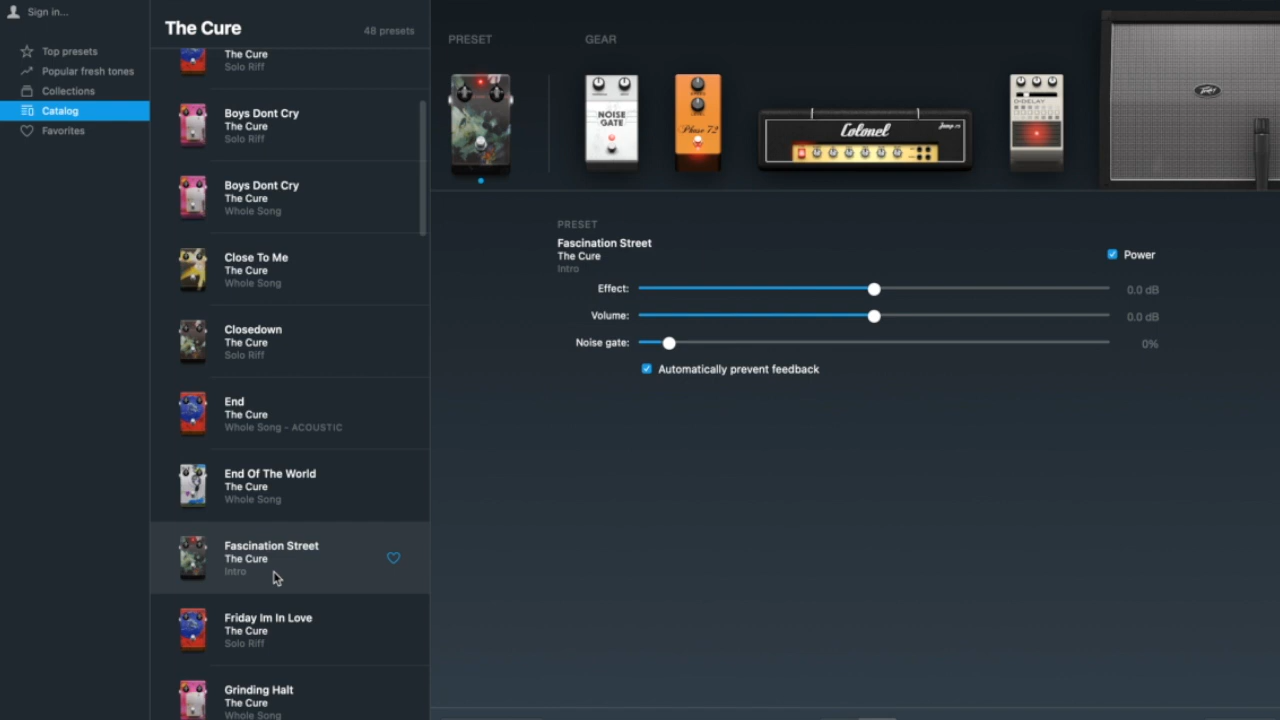 Sign in...
Top presets
Popular fresh tones
Collections
Catalog
Favorites
The Cure
48 presets
The Cure
Solo Riff
Boys Dont Cry
The Cure
Solo Riff
Boys Dont Cry
The Cure
Whole Song
Close To Me
The Cure
Whole Song
Closedown
The Cure
Solo Riff
End
The Cure
Whole Song - ACOUSTIC
End Of The World
The Cure
Whole Song
Fascination Street
The Cure
Intro
Friday Im In Love
The Cure
Solo Riff
Grinding Halt
The Cure
Whole Song
PRESET
GEAR
NOISE
GATE
Phase 72
Colonel
D-DELAY
Peavey
PRESET
Fascination Street
The Cure
Intro
Power
Effect:
0.0 dB
Volume:
0.0 dB
Noise gate:
0%
Automatically prevent feedback